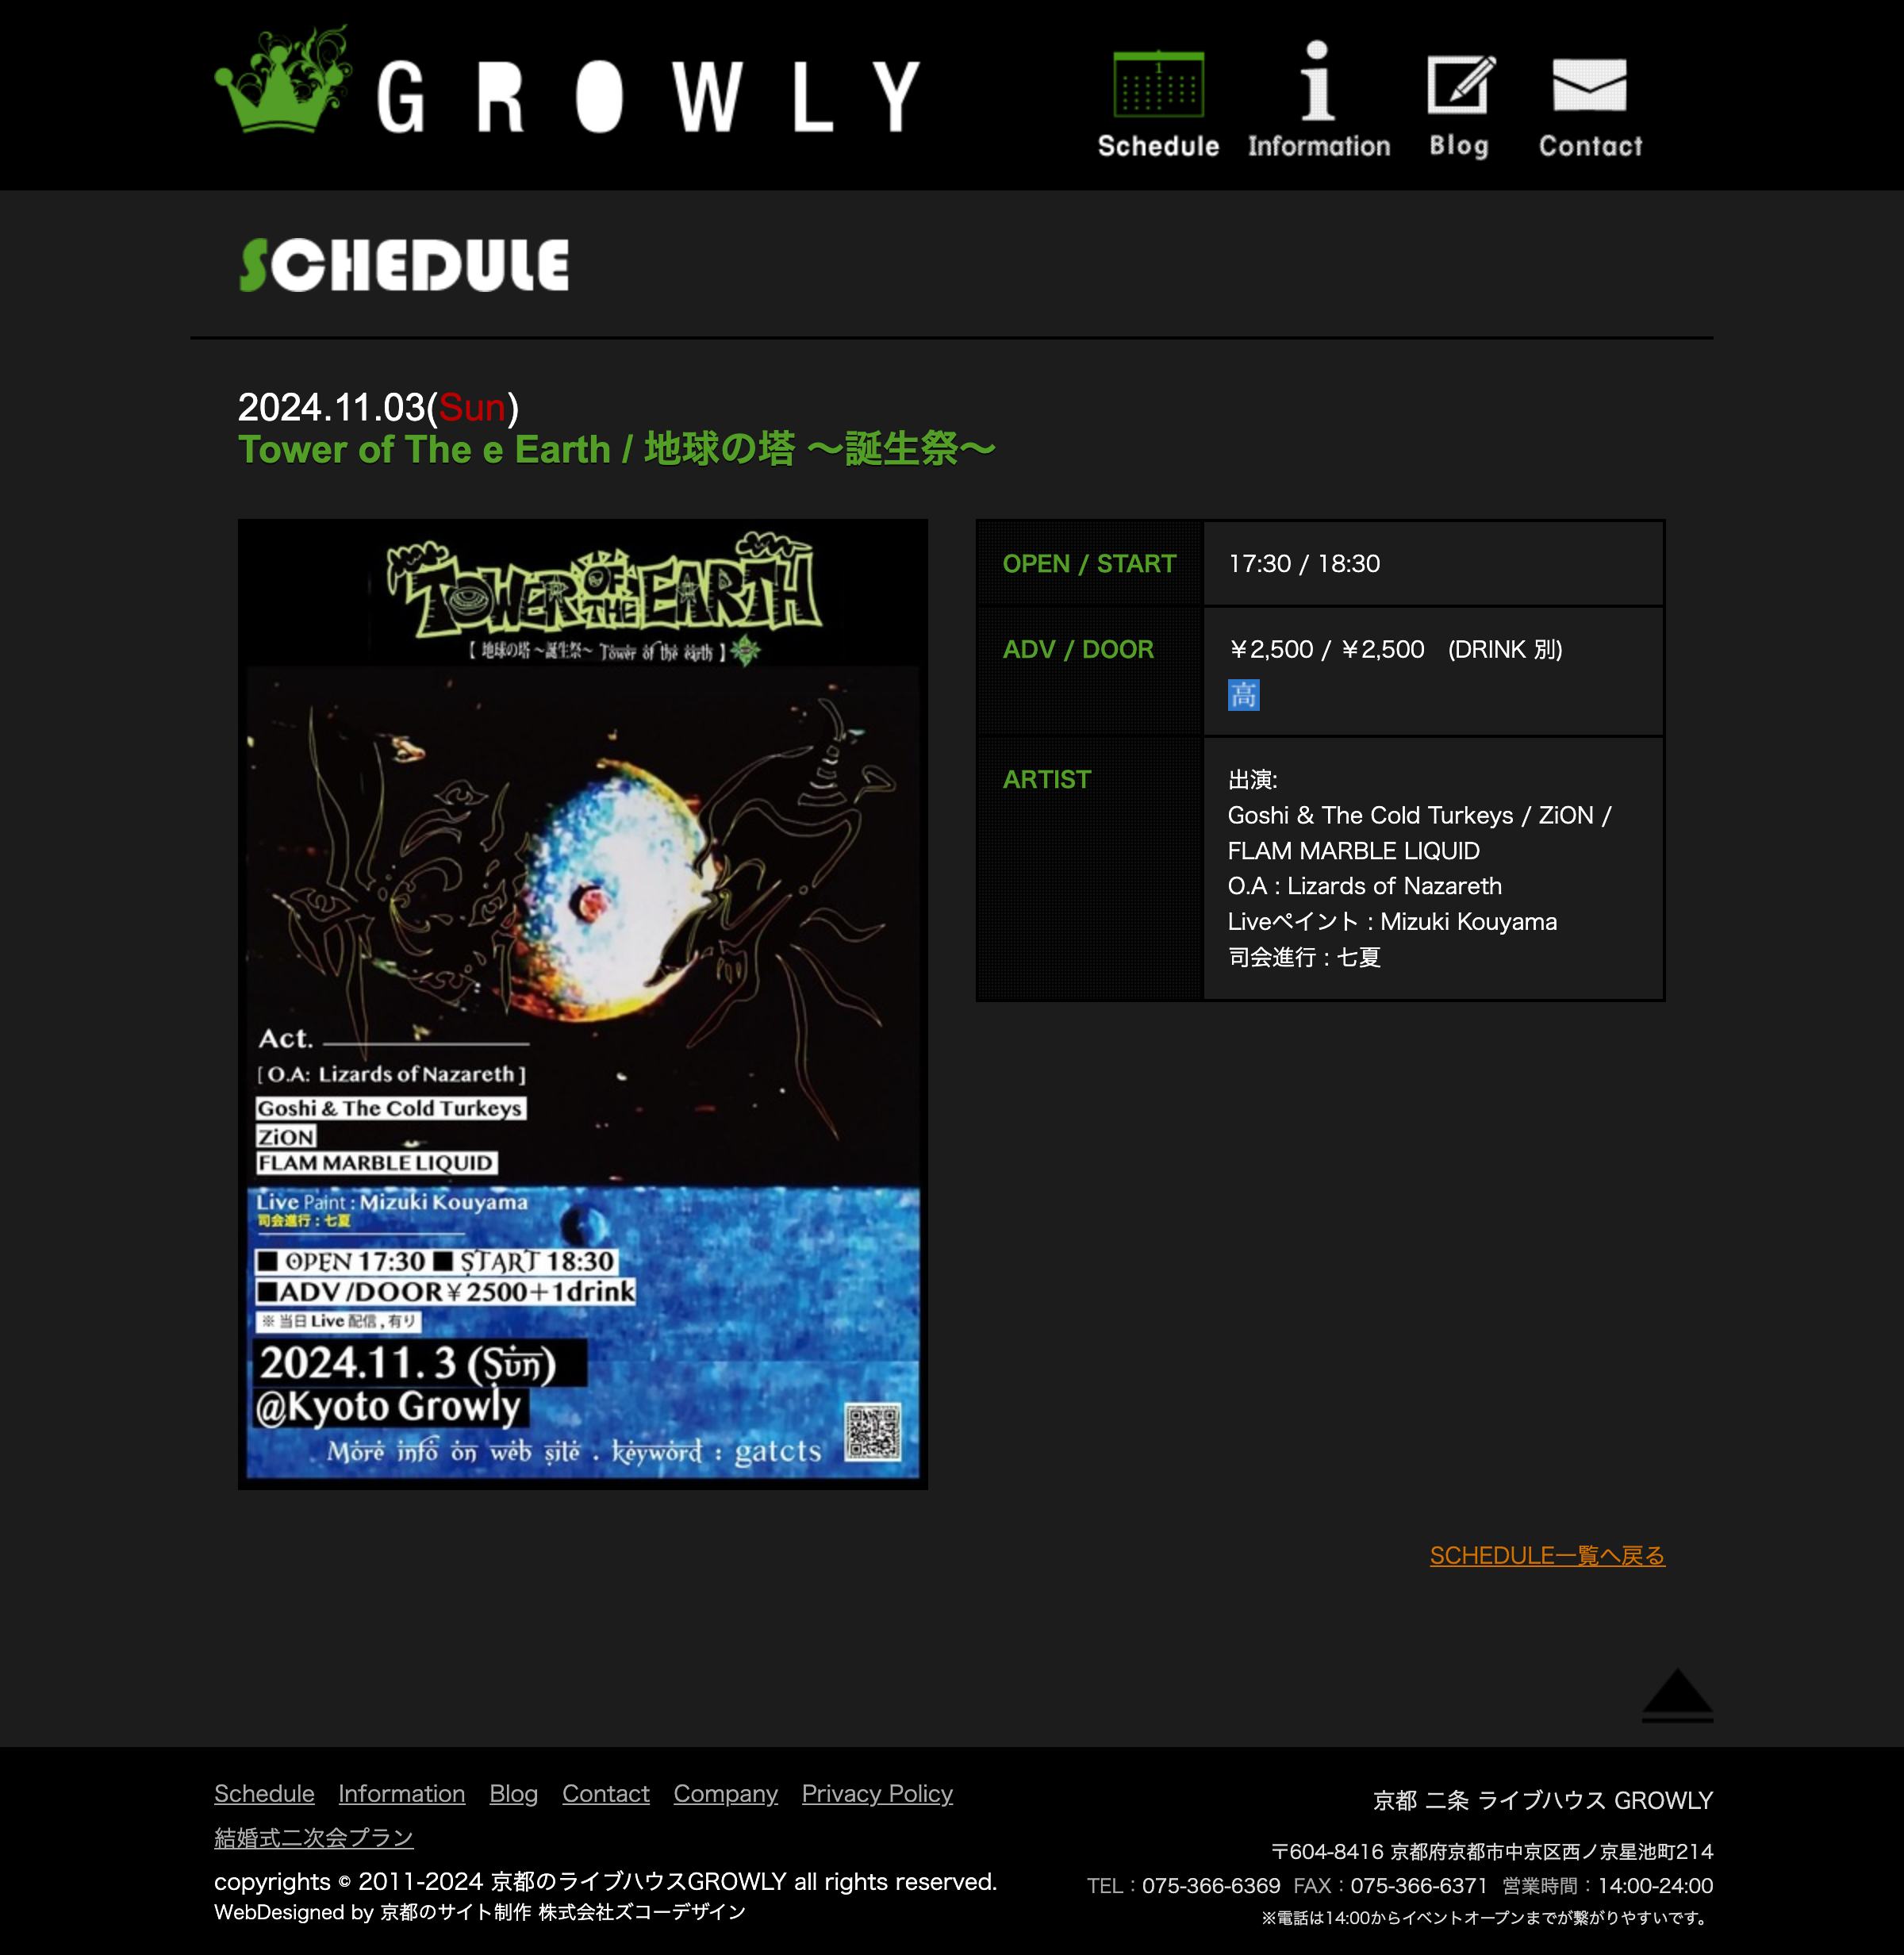 GROWLY
1
Schedule
Information
Blog
Contact
SCHEDULE
2024.11.03(Sun)
Tower of The e Earth / 地球の塔 〜誕生祭〜
TOWER OF THE EARTH
【 地球の塔〜誕生祭〜 Tower of the earth 】
Act.
[ O.A: Lizards of Nazareth ]
Goshi & The Cold Turkeys
ZiON
FLAM MARBLE LIQUID
Live Paint : Mizuki Kouyama
司会進行 : 七夏
■ OPEN 17:30 ■ START 18:30
■ADV/DOOR¥2500+1drink
※ 当日 Live 配信 , 有り
2024.11. 3 (Sun)
@Kyoto Growly
More info on web site . keyword : gatcts
OPEN / START
17:30 / 18:30
ADV / DOOR
￥2,500 / ￥2,500　(DRINK 別)
高
ARTIST
出演:
Goshi & The Cold Turkeys / ZiON /
FLAM MARBLE LIQUID
O.A : Lizards of Nazareth
Liveペイント : Mizuki Kouyama
司会進行 : 七夏
SCHEDULE一覧へ戻る
Schedule Information Blog Contact Company Privacy Policy
結婚式二次会プラン
copyrights © 2011-2024 京都のライブハウスGROWLY all rights reserved.
WebDesigned by 京都のサイト制作 株式会社ズコーデザイン
京都 二条 ライブハウス GROWLY
〒604-8416 京都府京都市中京区西ノ京星池町214
TEL：075-366-6369 FAX：075-366-6371 営業時間：14:00-24:00
※電話は14:00からイベントオープンまでが繋がりやすいです。